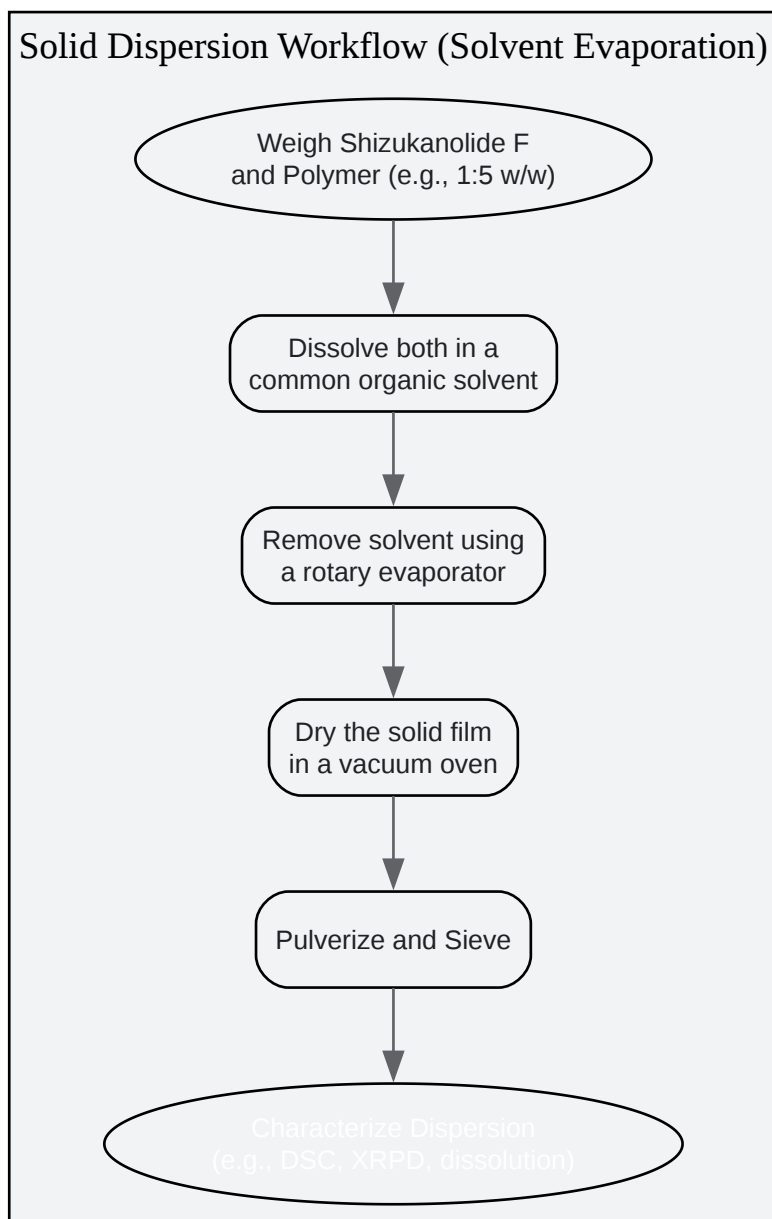 Solid Dispersion Workflow (Solvent Evaporation)
Weigh Shizukanolide F
and Polymer (e.g., 1:5 w/w)
Dissolve both in a
common organic solvent
Remove solvent using
a rotary evaporator
Dry the solid film
in a vacuum oven
Pulverize and Sieve
Characterize Dispersion
(e.g., DSC, XRPD, dissolution)